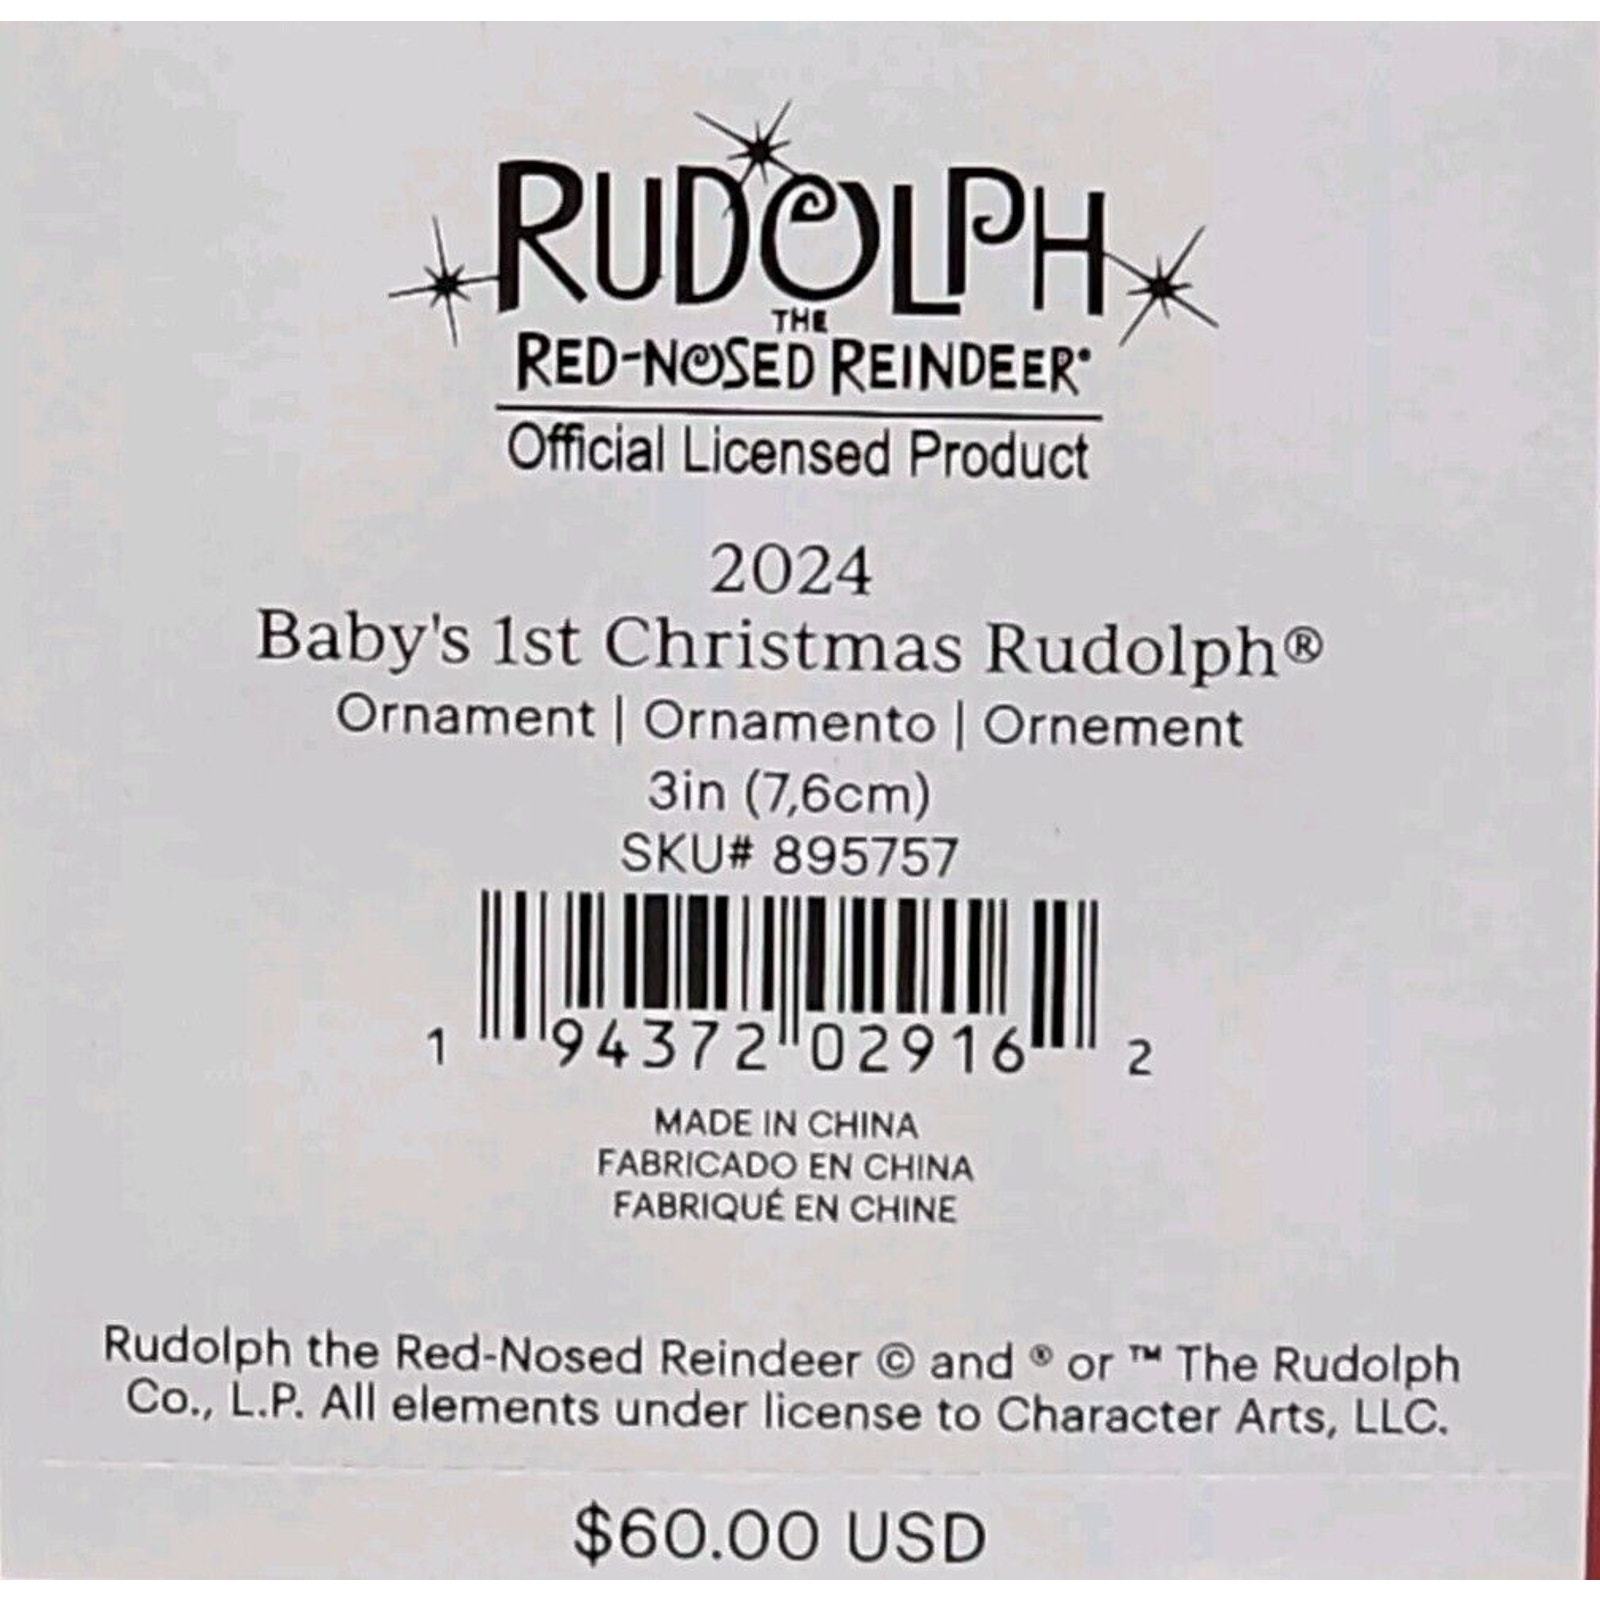 RUDOLPH
THE
RED-NOSED REINDEER®
Official Licensed Product
2024
Baby's 1st Christmas Rudolph®
Ornament | Ornamento | Ornement
3in (7,6cm)
SKU# 895757
1 94372 02916 2
MADE IN CHINA
FABRICADO EN CHINA
FABRIQUÉ EN CHINE
Rudolph the Red-Nosed Reindeer © and ® or ™ The Rudolph
Co., L.P. All elements under license to Character Arts, LLC.
$60.00 USD